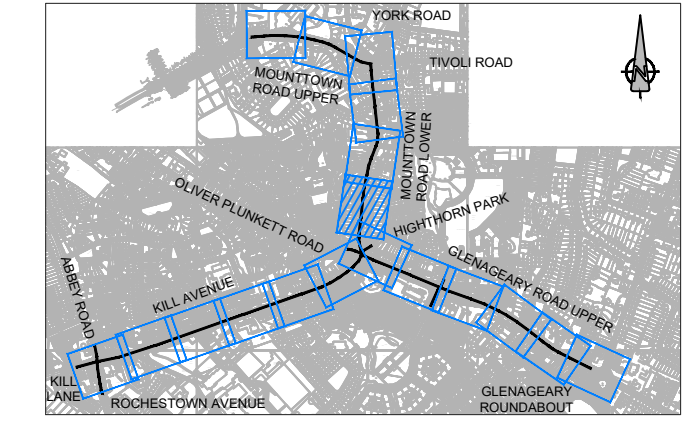 YORK ROAD
TIVOLI ROAD
N
MOUNTTOWN
ROAD UPPER
MOUNTTOWN
ROAD LOWER
OLIVER PLUNKETT ROAD
HIGHTHORN PARK
GLENAGEARY ROAD UPPER
ABBEY ROAD
KILL AVENUE
KILL
LANE
ROCHESTOWN AVENUE
GLENAGEARY
ROUNDABOUT